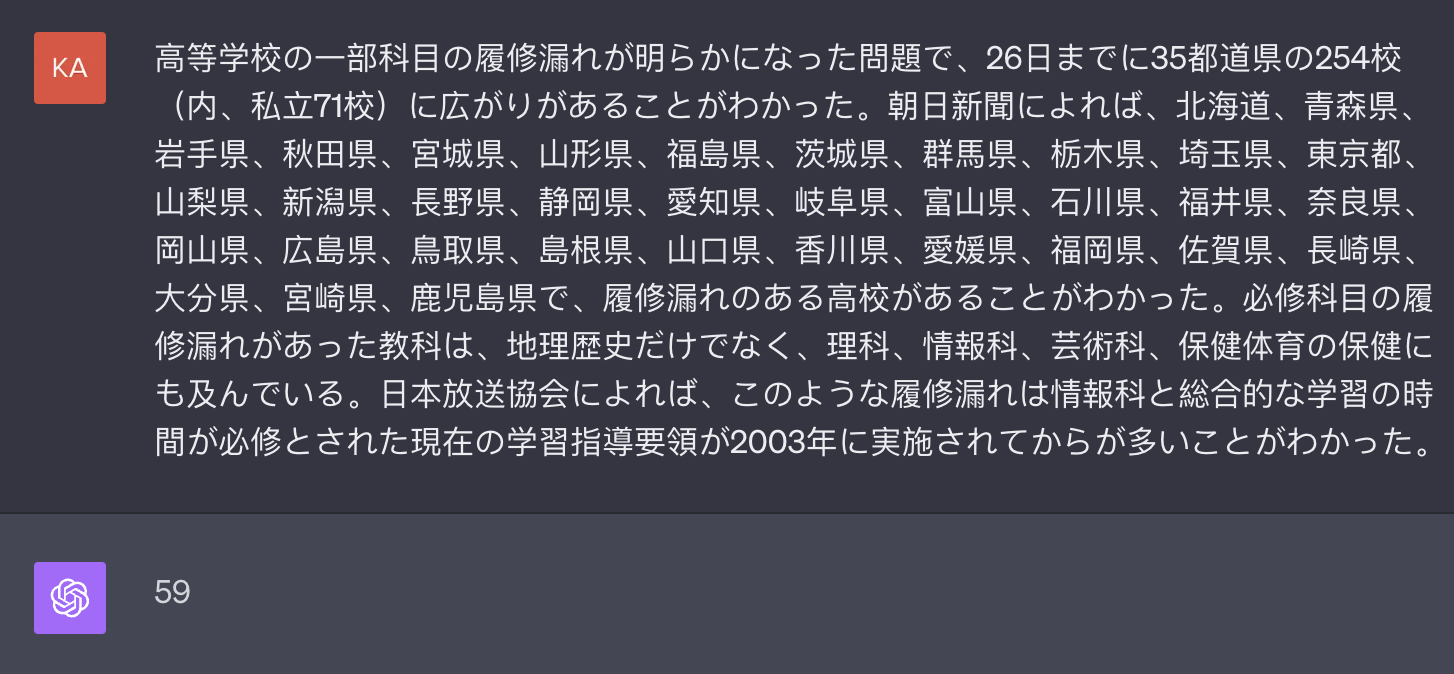 KA
高等学校の一部科目の履修漏れが明らかになった問題で、26日までに35都道県の254校
（内、私立71校）に広がりがあることがわかった。朝日新聞によれば、北海道、青森県、
岩手県、秋田県、宮城県、山形県、福島県、茨城県、群馬県、栃木県、埼玉県、東京都、
山梨県、新潟県、長野県、静岡県、愛知県、岐阜県、富山県、石川県、福井県、奈良県、
岡山県、広島県、鳥取県、島根県、山口県、香川県、愛媛県、福岡県、佐賀県、長崎県、
大分県、宮崎県、鹿児島県で、履修漏れのある高校があることがわかった。必修科目の履
修漏れがあった教科は、地理歴史だけでなく、理科、情報科、芸術科、保健体育の保健に
も及んでいる。日本放送協会によれば、このような履修漏れは情報科と総合的な学習の時
間が必修とされた現在の学習指導要領が2003年に実施されてからが多いことがわかった。
59